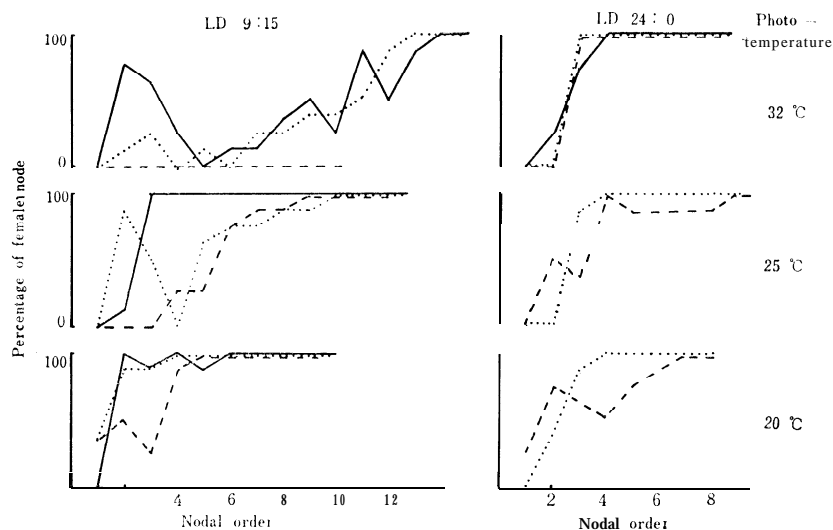 LD 9:15
LD 24:0
Photo-
temperature
100
0
32 ℃
Percentage of female node
100
0
25 ℃
100
20 ℃
4 6 8 10 12
2 4 6 8
Nodal order
Nodal order